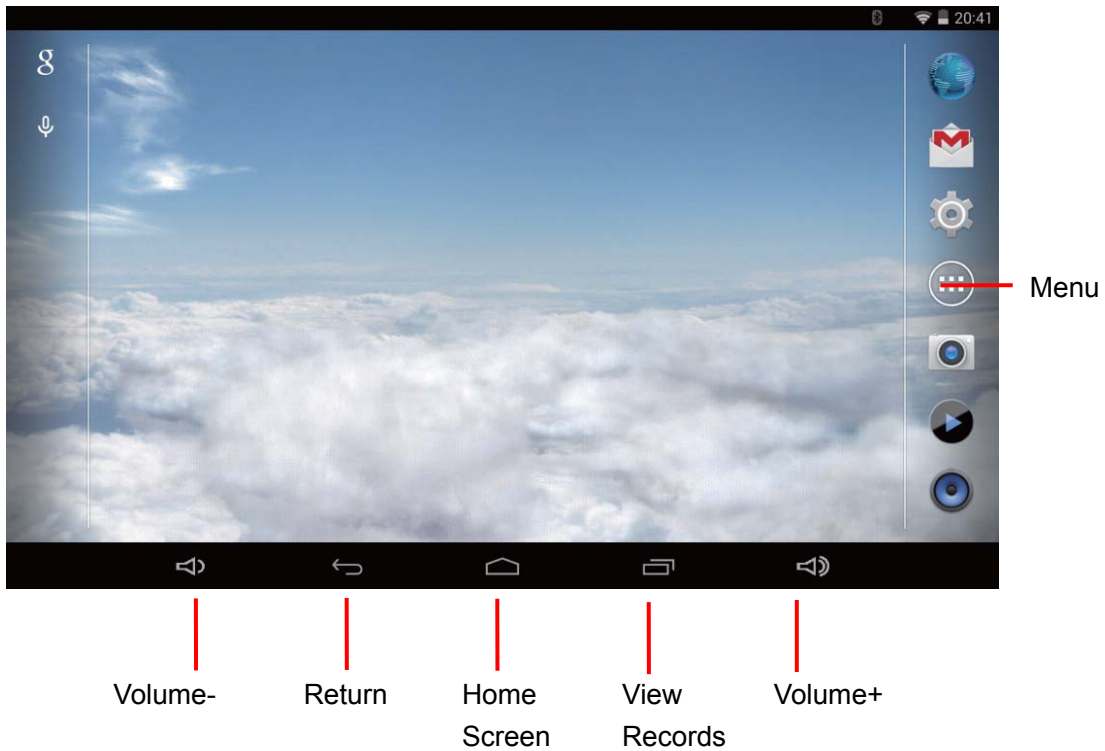 20:41
g
Menu
Volume-
Return
Home
Screen
View
Records
Volume+